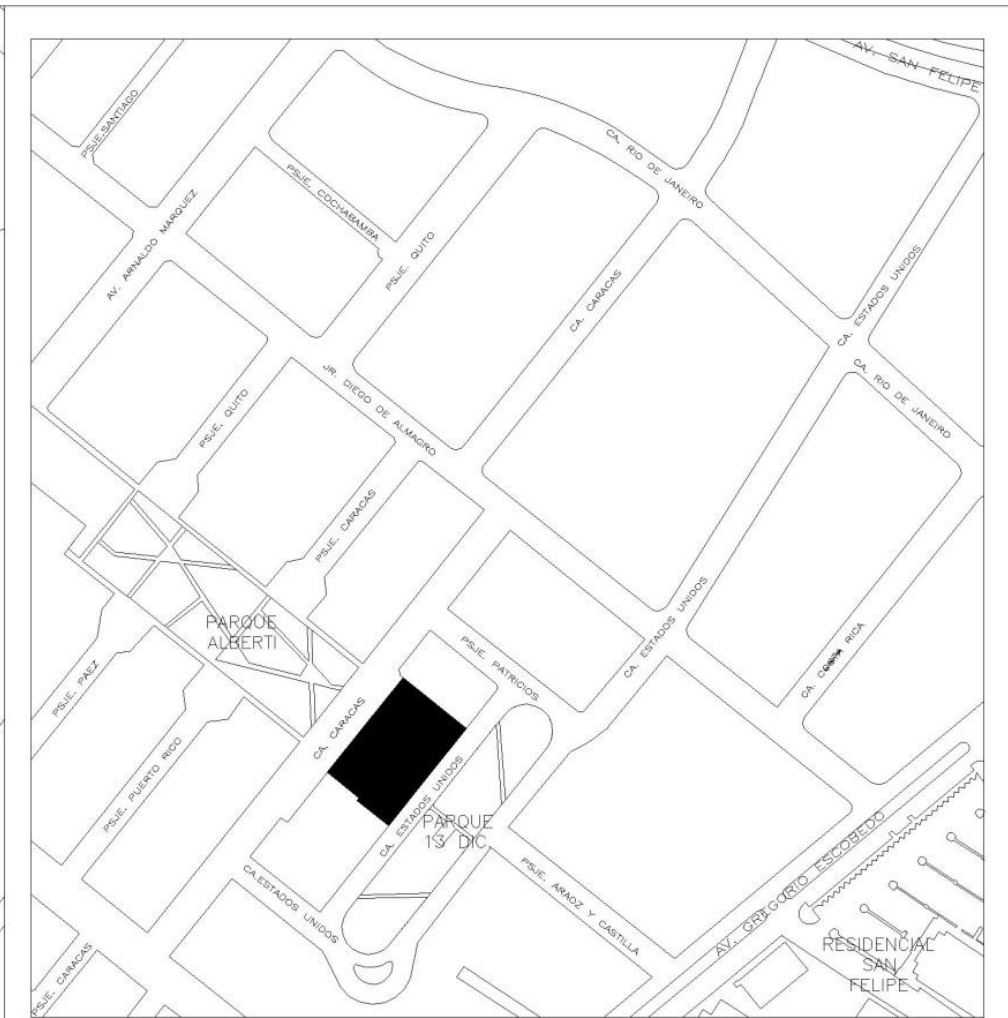 AV. SAN FELIPE
PSJE.SANTIAGO
CA. RIO DE JANEIRO
PSJE. COCHABAMBA
AV. ARNALDO MARQUEZ
PSJE. QUITO
CA. CARACAS
CA. ESTADOS UNIDOS
CA. RIO DE JANEIRO
JR. DIEGO DE ALMAGRO
PSJE. QUITO
PSJE. CARACAS
PARQUE
ALBERTI
CA. ESTADOS UNIDOS
CA. COSTA RICA
PSJE. PATRICIOS
PSJE. PAEZ
CA. CARACAS
PSJE. PUERTO RICO
CA. ESTADOS UNIDOS
PARQUE
13 DIC.
CA.ESTADOS UNIDOS
PSJE. ARAOZ Y CASTILLA
AV. GREGORIO ESCOBEDO
RESIDENCIAL
SAN
FELIPE
PSJE. CARACAS